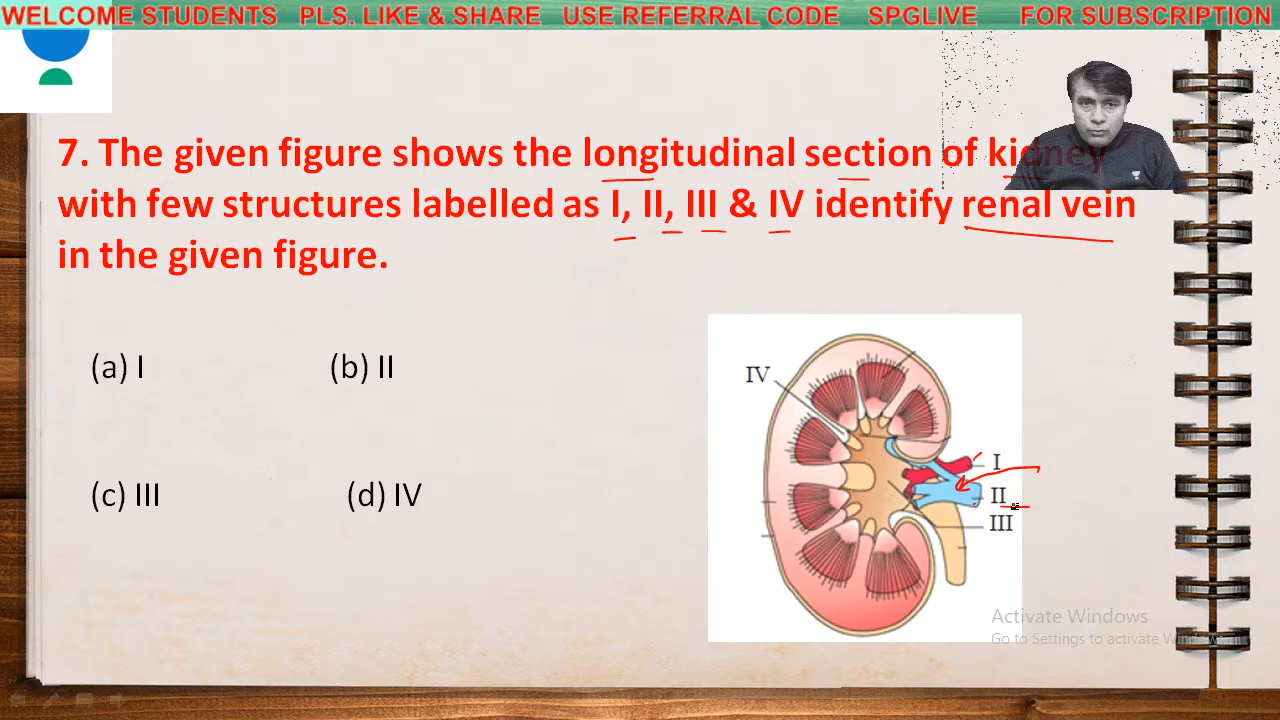 WELCOME STUDENTS PLS. LIKE & SHARE USE REFERRAL CODE SPGLIVE FOR SUBSCRIPTION
7. The given figure shows the longitudinal section of kidney
with few structures labelled as I, II, III & IV identify renal vein
in the given figure.
(a) I (b) II
(c) III (d) IV
IV
I
II
III
Activate Windows
Go to Settings to activate Windows.